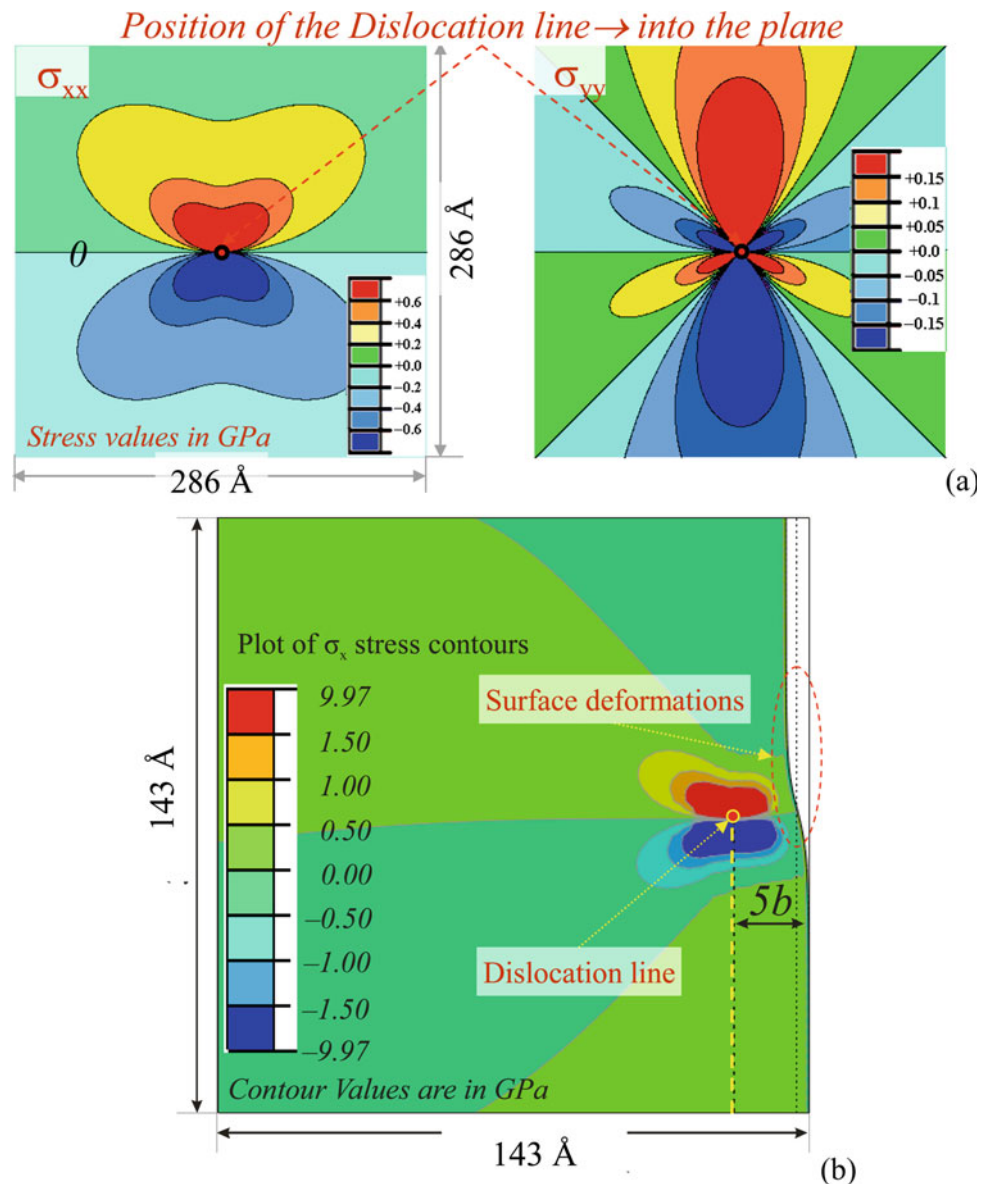 Position of the Dislocation line→ into the plane
σxx
σyy
0
+0.6
+0.4
+0.2
+0.0
−0.2
−0.4
−0.6
Stress values in GPa
286 Å
286 Å
+0.15
+0.1
+0.05
+0.0
−0.05
−0.1
−0.15
(a)
Plot of σx stress contours
9.97
1.50
1.00
0.50
0.00
−0.50
−1.00
−1.50
−9.97
Contour Values are in GPa
Surface deformations
5b
Dislocation line
143 Å
143 Å
(b)